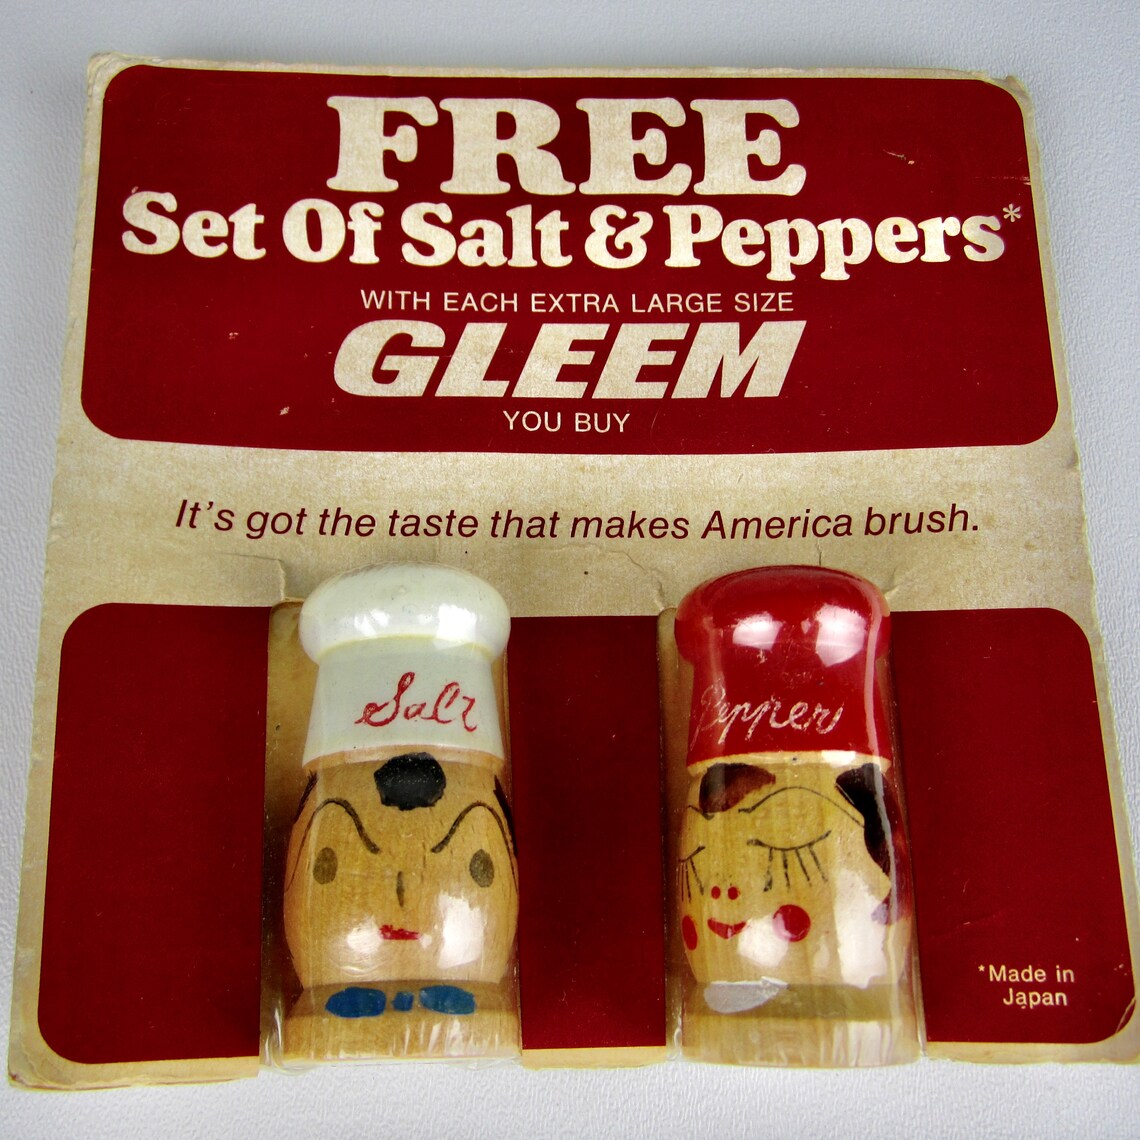 FREE
Set Of Salt & Peppers*
WITH EACH EXTRA LARGE SIZE
GLEEM
YOU BUY
It's got the taste that makes America brush.
Salt
Pepper
*Made in
Japan